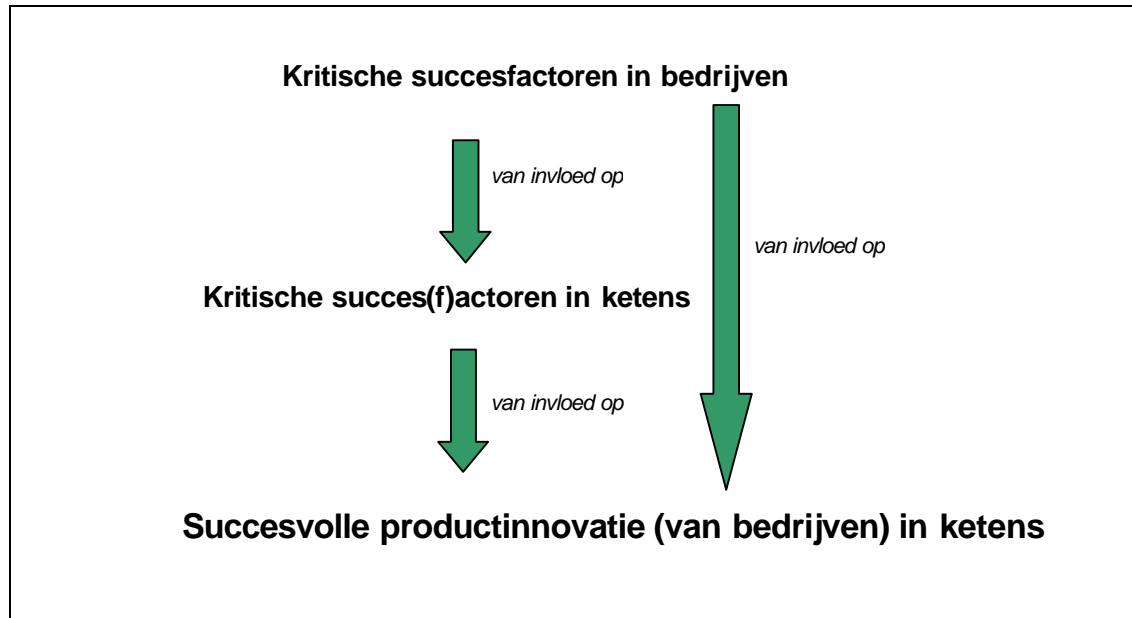 Kritische succesfactoren in bedrijven
van invloed op
van invloed op
Kritische succes(f)actoren in ketens
van invloed op
Succesvolle productinnovatie (van bedrijven) in ketens